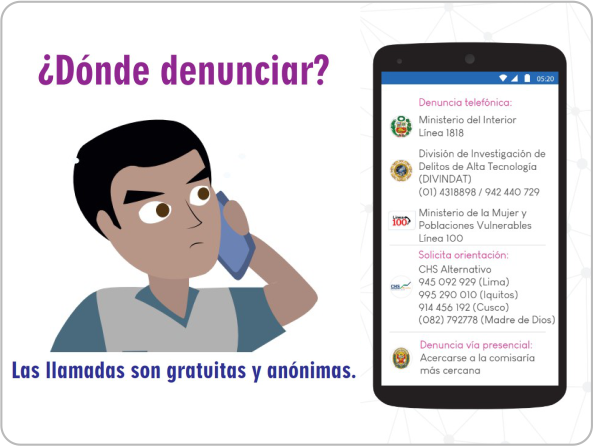 ¿Dónde denunciar?
Las llamadas son gratuitas y anónimas.
05:20
Denuncia telefónica:
Ministerio del Interior
Línea 1818
División de Investigación de
Delitos de Alta Tecnología
(DIVINDAT)
(01) 4318898 / 942 440 729
Línea
100
Ministerio de la Mujer y
Poblaciones Vulnerables
Línea 100
Solicita orientación:
CHS
CHS Alternativo
945 092 929 (Lima)
995 290 010 (Iquitos)
914 456 192 (Cusco)
(082) 792778 (Madre de Dios)
Denuncia vía presencial:
Acercarse a la comisaría
más cercana